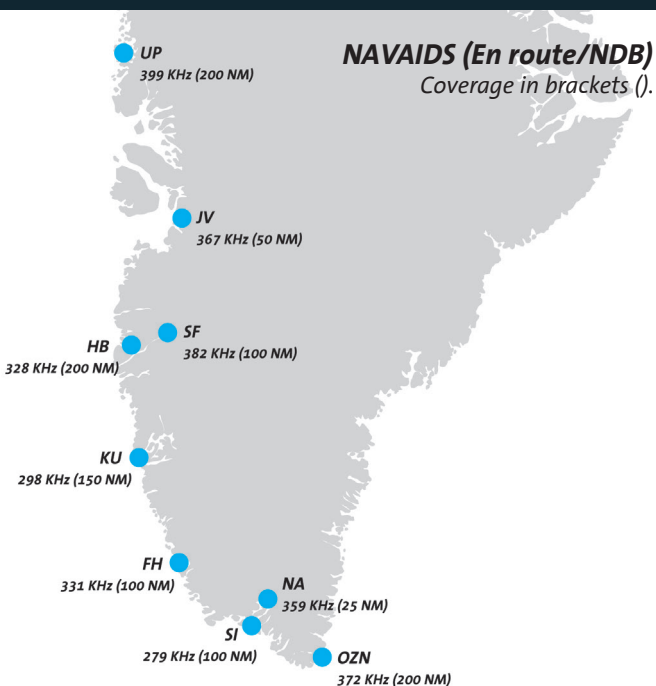 NAVAIDS (En route/NDB)
Coverage in brackets ().
UP
399 KHz (200 NM)
JV
367 KHz (50 NM)
SF
382 KHz (100 NM)
HB
328 KHz (200 NM)
KU
298 KHz (150 NM)
FH
331 KHz (100 NM)
NA
359 KHz (25 NM)
SI
279 KHz (100 NM)
OZN
372 KHz (200 NM)